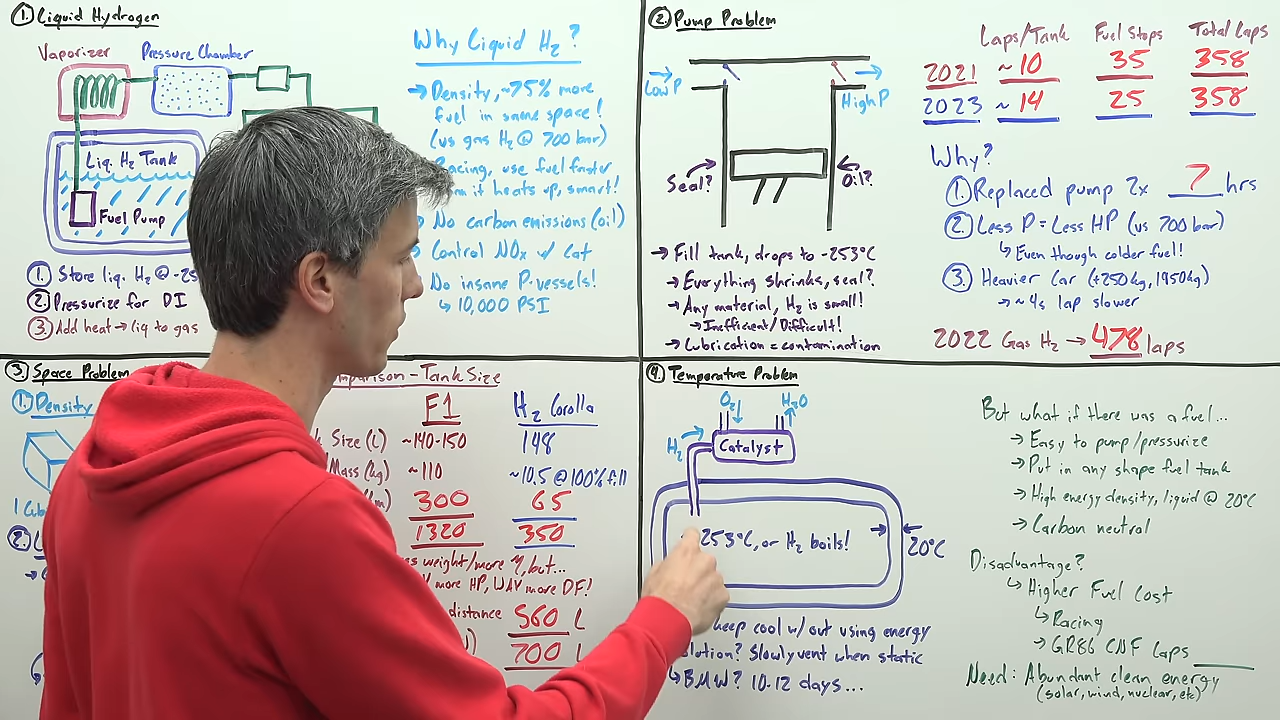 ① Liquid Hydrogen
Vaporizer
Pressure Chamber
Liq. H₂ Tank
Fuel Pump
① Store liq. H₂ @ -25
② Pressurize for DI
③ Add heat → liq to gas
Why Liquid H₂?
→ Density, ~75% more
fuel in same space!
(vs gas H₂ @ 700 bar)
Racing, use fuel faster
it heats up, smart!
No carbon emissions (oil)
Control NOx w/ Cat
No insane P-vessels!
↳ 10,000 PSI
② Pump Problem
Low P
High P
Seal?
Oil?
→ Fill tank, drops to -253°C
→ Everything shrinks, seal?
→ Any material, H₂ is small!
→ Inefficient/Difficult!
→ Lubrication = contamination
Laps/Tank Fuel Stops Total Laps
2021 ~10 35 358
2023 ~14 25 358
Why?
① Replaced pump 2x 7 hrs
② Less P = Less HP (vs 700 bar)
↳ Even though colder fuel!
③ Heavier Car (+250kg, 1950kg)
→ ~4s lap slower
2022 Gas H₂ → 478 laps
③ Space Problem
① Density
1 Cub
②
mparison - Tank Size
F1 H₂ Corolla
Size (L) ~140-150 148
Mass (kg) ~110 ~10.5 @ 100% fill
300 65
1320 350
weight/more η, but...
more HP, WAY more DF!
distance 560 L
700 L
④ Temperature Problem
O₂ H₂O
H₂ → Catalyst
253°C, or H₂ boils!
20°C
keep cool w/out using energy
olution? Slowly vent when static
↳ BMW? 10-12 days...
But what if there was a fuel...
→ Easy to pump/pressurize
→ Put in any shape fuel tank
→ High energy density, liquid @ 20°C
→ Carbon neutral
Disadvantage?
↳ Higher Fuel Cost
↳ Racing
→ GR86 CNF Laps
Need: Abundant clean energy
(solar, wind, nuclear, etc)